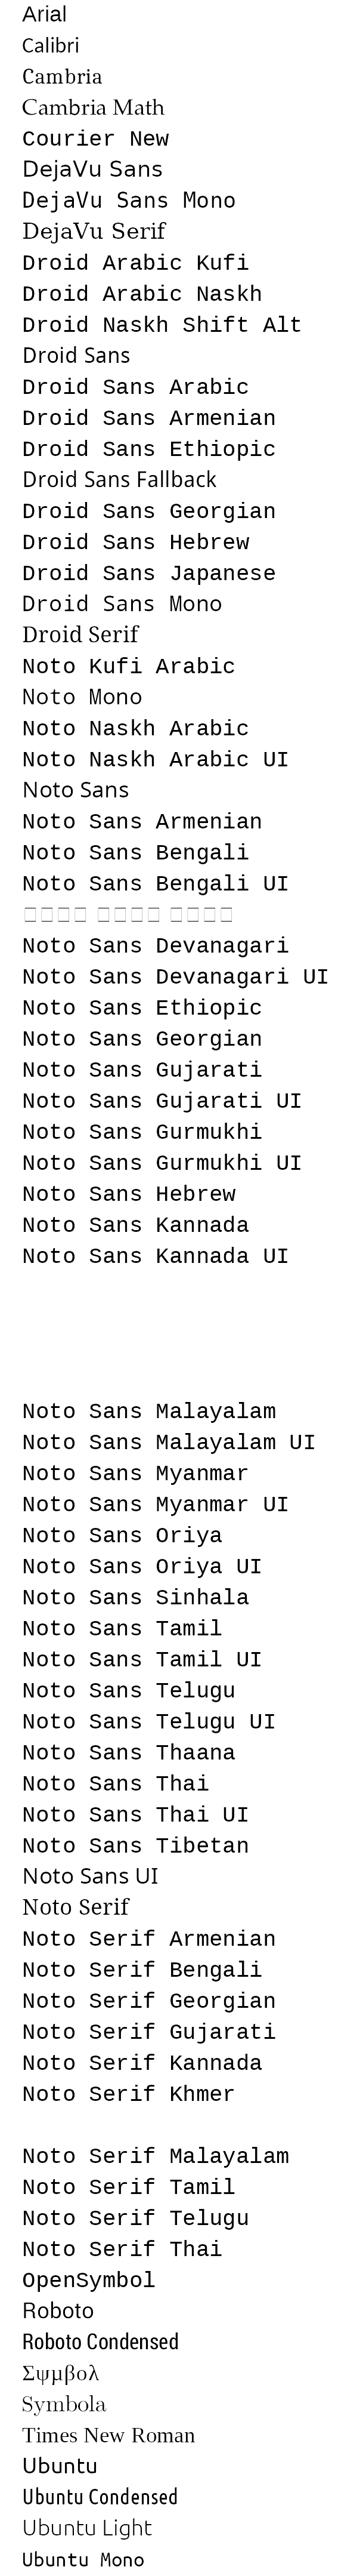 Arial
Calibri
Cambria
Cambria Math
Courier New
DejaVu Sans
DejaVu Sans Mono
DejaVu Serif
Droid Arabic Kufi
Droid Arabic Naskh
Droid Naskh Shift Alt
Droid Sans
Droid Sans Arabic
Droid Sans Armenian
Droid Sans Ethiopic
Droid Sans Fallback
Droid Sans Georgian
Droid Sans Hebrew
Droid Sans Japanese
Droid Sans Mono
Droid Serif
Noto Kufi Arabic
Noto Mono
Noto Naskh Arabic
Noto Naskh Arabic UI
Noto Sans
Noto Sans Armenian
Noto Sans Bengali
Noto Sans Bengali UI
Noto Sans Devanagari
Noto Sans Devanagari UI
Noto Sans Ethiopic
Noto Sans Georgian
Noto Sans Gujarati
Noto Sans Gujarati UI
Noto Sans Gurmukhi
Noto Sans Gurmukhi UI
Noto Sans Hebrew
Noto Sans Kannada
Noto Sans Kannada UI
Noto Sans Malayalam
Noto Sans Malayalam UI
Noto Sans Myanmar
Noto Sans Myanmar UI
Noto Sans Oriya
Noto Sans Oriya UI
Noto Sans Sinhala
Noto Sans Tamil
Noto Sans Tamil UI
Noto Sans Telugu
Noto Sans Telugu UI
Noto Sans Thaana
Noto Sans Thai
Noto Sans Thai UI
Noto Sans Tibetan
Noto Sans UI
Noto Serif
Noto Serif Armenian
Noto Serif Bengali
Noto Serif Georgian
Noto Serif Gujarati
Noto Serif Kannada
Noto Serif Khmer
Noto Serif Malayalam
Noto Serif Tamil
Noto Serif Telugu
Noto Serif Thai
OpenSymbol
Roboto
Roboto Condensed
Σψμβολ
Symbola
Times New Roman
Ubuntu
Ubuntu Condensed
Ubuntu Light
Ubuntu Mono